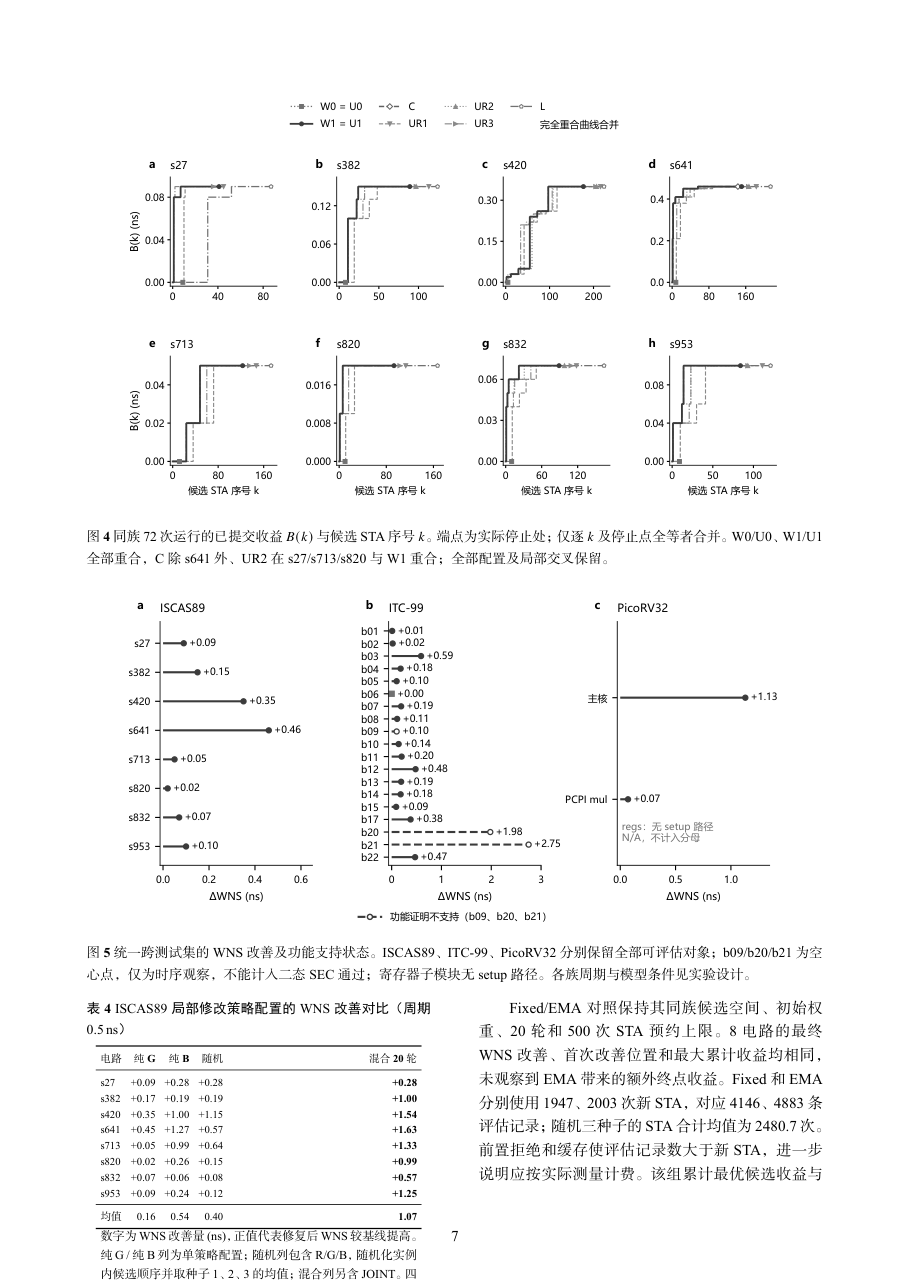 W0 = U0 C UR2 L
W1 = U1 UR1 UR3 完全重合曲线合并
a s27
b s382
c s420
d s641
B(k) (ns)
0.08
0.04
0.00
0 40 80
0.12
0.06
0.00
0 50 100
0.30
0.15
0.00
0 100 200
0.4
0.2
0.0
0 80 160
e s713
f s820
g s832
h s953
B(k) (ns)
0.04
0.02
0.00
0 80 160
候选 STA 序号 k
0.016
0.008
0.000
0 80 160
候选 STA 序号 k
0.06
0.03
0.00
0 60 120
候选 STA 序号 k
0.08
0.04
0.00
0 50 100
候选 STA 序号 k
图 4 同族 72 次运行的已提交收益 B(k) 与候选 STA 序号 k。端点为实际停止处；仅逐 k 及停止点全等者合并。W0/U0、W1/U1
全部重合，C 除 s641 外、UR2 在 s27/s713/s820 与 W1 重合；全部配置及局部交叉保留。
a ISCAS89
s27 +0.09
s382 +0.15
s420 +0.35
s641 +0.46
s713 +0.05
s820 +0.02
s832 +0.07
s953 +0.10
0.0 0.2 0.4 0.6
ΔWNS (ns)
b ITC-99
b01 +0.01
b02 +0.02
b03 +0.59
b04 +0.18
b05 +0.10
b06 +0.00
b07 +0.19
b08 +0.11
b09 +0.10
b10 +0.14
b11 +0.20
b12 +0.48
b13 +0.19
b14 +0.18
b15 +0.09
b17 +0.38
b20 +1.98
b21 +2.75
b22 +0.47
0 1 2 3
ΔWNS (ns)
c PicoRV32
主核 +1.13
PCPI mul +0.07
regs：无 setup 路径
N/A，不计入分母
0.0 0.5 1.0
ΔWNS (ns)
功能证明不支持（b09、b20、b21）
图 5 统一跨测试集的 WNS 改善及功能支持状态。ISCAS89、ITC-99、PicoRV32 分别保留全部可评估对象；b09/b20/b21 为空
心点，仅为时序观察，不能计入二态 SEC 通过；寄存器子模块无 setup 路径。各族周期与模型条件见实验设计。
表 4 ISCAS89 局部修改策略配置的 WNS 改善对比（周期
0.5 ns）
电路 纯 G 纯 B 随机 混合 20 轮
s27 +0.09 +0.28 +0.28 +0.28
s382 +0.17 +0.19 +0.19 +1.00
s420 +0.35 +1.00 +1.15 +1.54
s641 +0.45 +1.27 +0.57 +1.63
s713 +0.05 +0.99 +0.64 +1.33
s820 +0.02 +0.26 +0.15 +0.99
s832 +0.07 +0.06 +0.08 +0.57
s953 +0.09 +0.24 +0.12 +1.25
均值 0.16 0.54 0.40 1.07
数字为 WNS 改善量 (ns)，正值代表修复后 WNS 较基线提高。
纯 G / 纯 B 列为单策略配置；随机列包含 R/G/B，随机化实例
内候选顺序并取种子 1、2、3 的均值；混合列另含 JOINT。四
Fixed/EMA 对照保持其同族候选空间、初始权
重、20 轮和 500 次 STA 预约上限。8 电路的最终
WNS 改善、首次改善位置和最大累计收益均相同，
未观察到 EMA 带来的额外终点收益。Fixed 和 EMA
分别使用 1947、2003 次新 STA，对应 4146、4883 条
评估记录；随机三种子的 STA 合计均值为 2480.7 次。
前置拒绝和缓存使评估记录数大于新 STA，进一步
说明应按实际测量计费。该组累计最优候选收益与
7